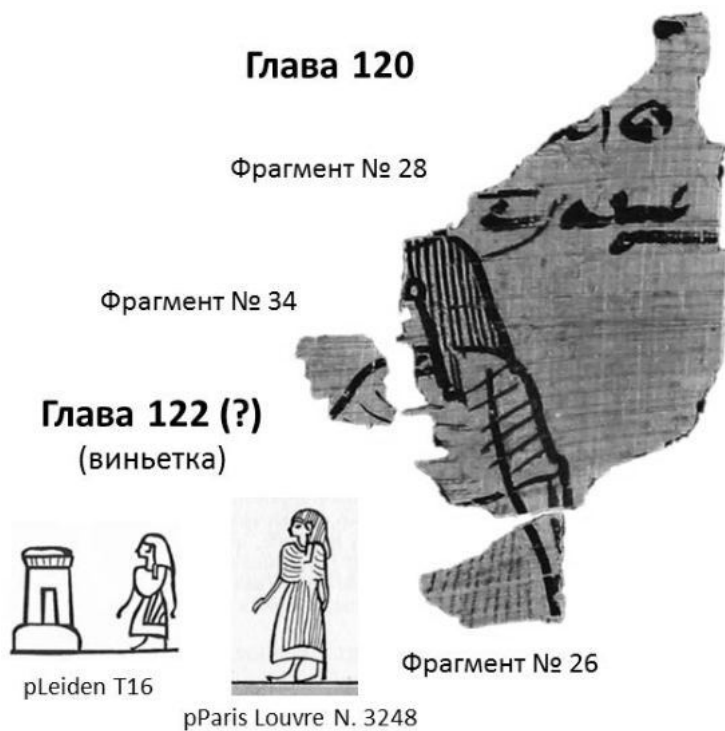 Глава 120
Фрагмент № 28
Фрагмент № 34
Глава 122 (?)
(виньетка)
pLeiden T16
pParis Louvre N. 3248
Фрагмент № 26